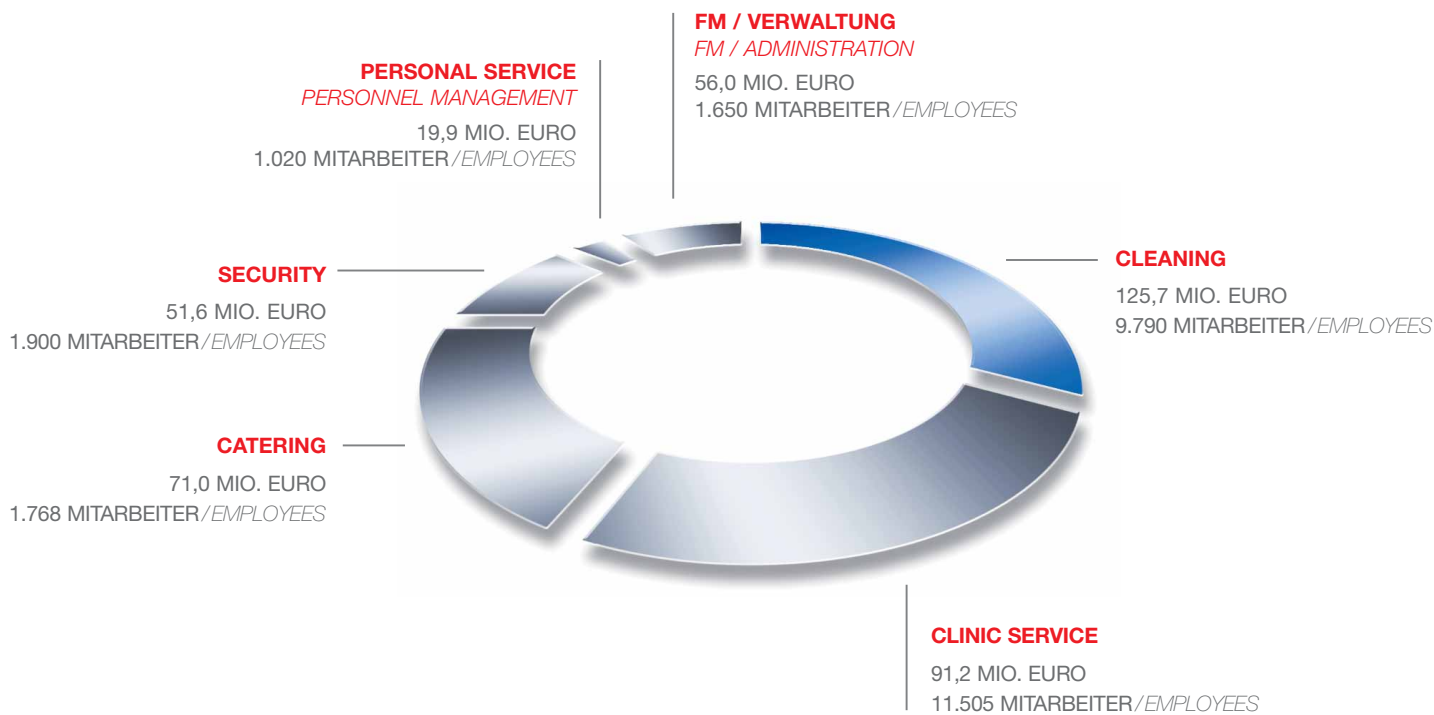 FM / VERWALTUNG
FM / ADMINISTRATION
56,0 MIO. EURO
1.650 MITARBEITER/EMPLOYEES
PERSONAL SERVICE
PERSONNEL MANAGEMENT
19,9 MIO. EURO
1.020 MITARBEITER/EMPLOYEES
SECURITY
51,6 MIO. EURO
1.900 MITARBEITER/EMPLOYEES
CLEANING
125,7 MIO. EURO
9.790 MITARBEITER/EMPLOYEES
CATERING
71,0 MIO. EURO
1.768 MITARBEITER/EMPLOYEES
CLINIC SERVICE
91,2 MIO. EURO
11.505 MITARBEITER/EMPLOYEES